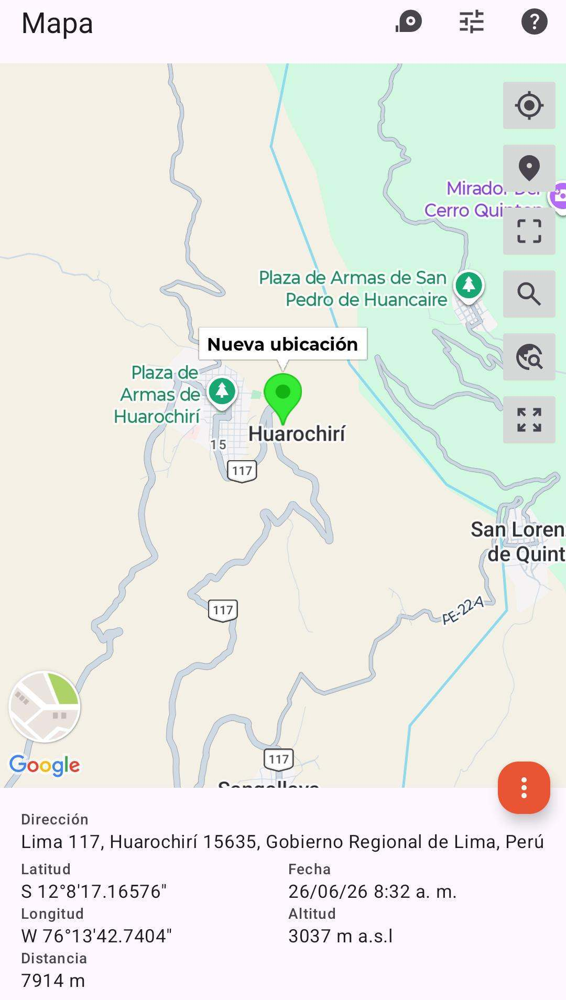 Mapa
Mirador Del
Cerro Quinten
Plaza de Armas de San
Pedro de Huancaire
Nueva ubicación
Plaza de
Armas de
Huarochirí
Huarochirí
15
117
San Loren
de Quint
117
PE-22A
Google
117
Dirección
Lima 117, Huarochirí 15635, Gobierno Regional de Lima, Perú
Latitud
S 12°8'17.16576"
Fecha
26/06/26 8:32 a. m.
Longitud
W 76°13'42.7404"
Altitud
3037 m a.s.l
Distancia
7914 m